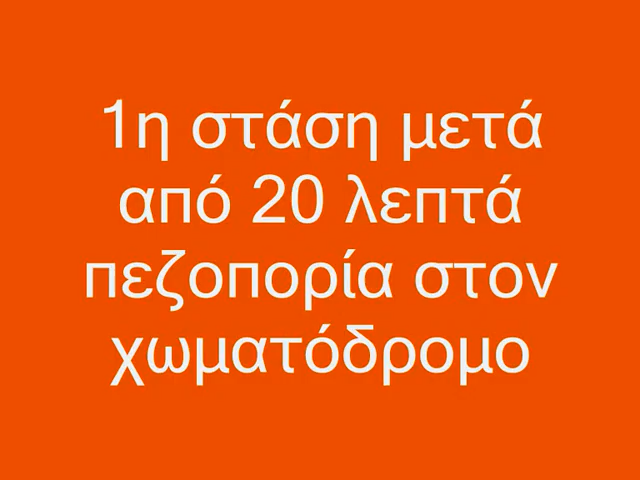 1η στάση μετά
από 20 λεπτά
πεζοπορία στον
χωματόδρομο